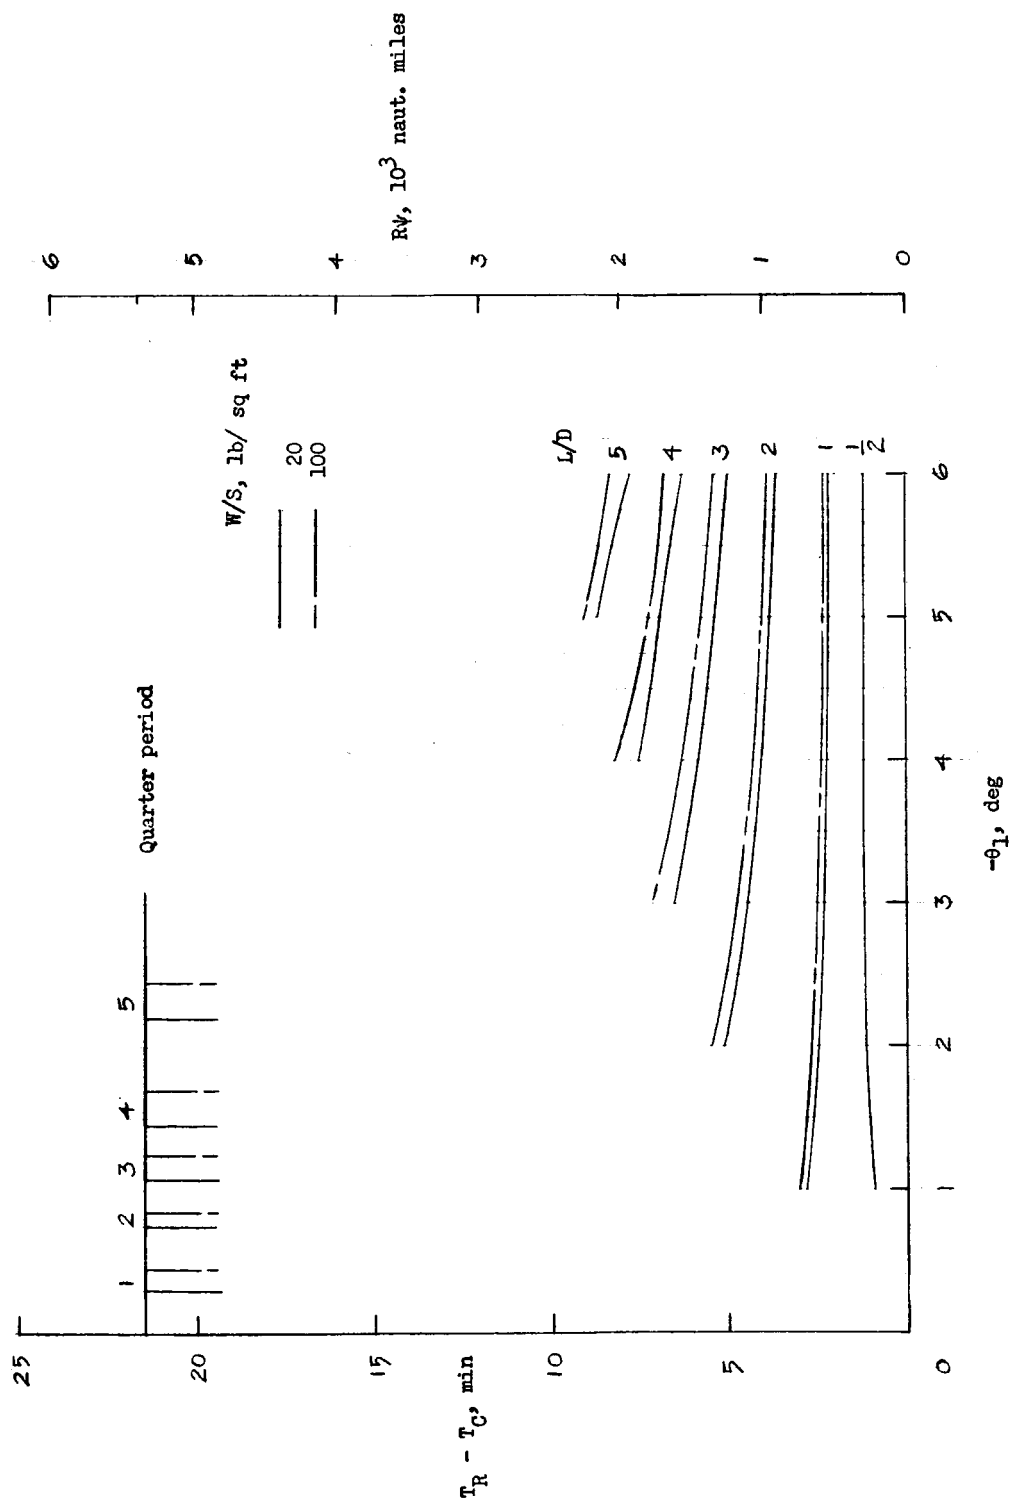 Quarter period
1 2 3 4 5
W/S, lb/ sq ft
20
100
L/D
5
4
3
2
1
1/2
25
20
15
10
5
0
T_R - T_C, min
1 2 3 4 5 6
-θ_1, deg
6
5
4
3
2
1
0
Rψ, 10^3 naut. miles